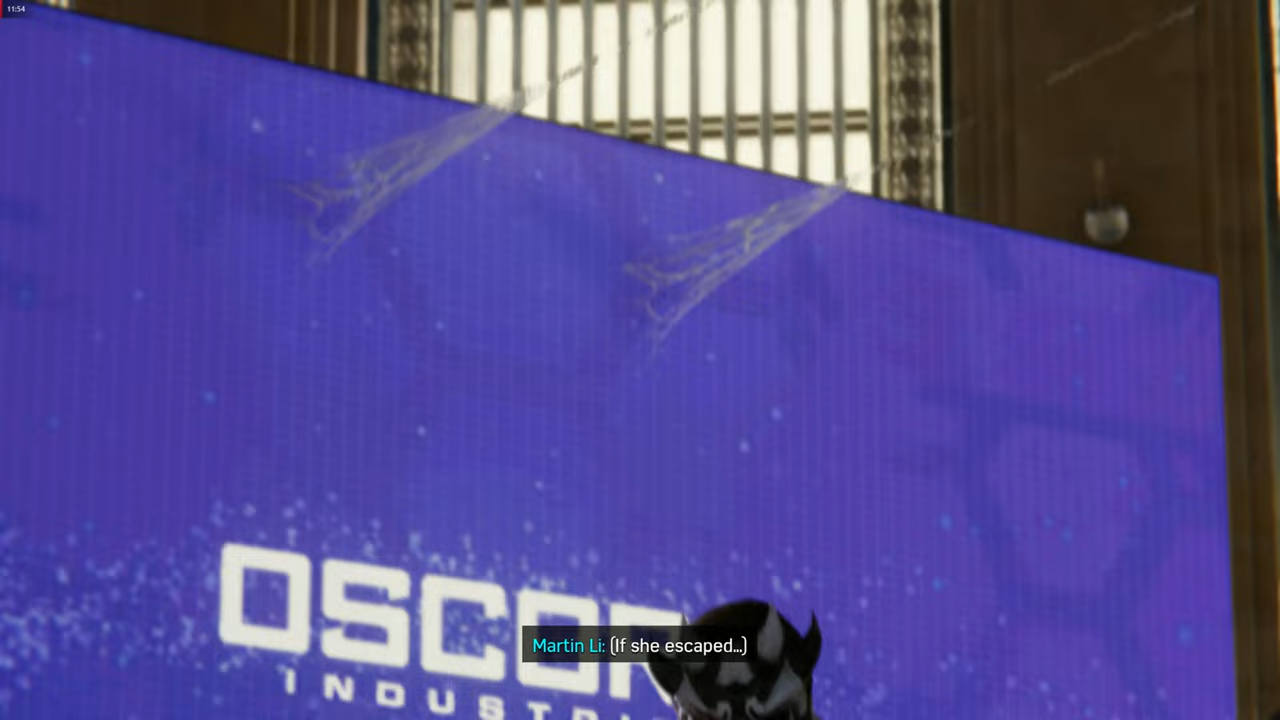 11:54
OSCOR
INDUSTRI
Martin Li: (If she escaped...)